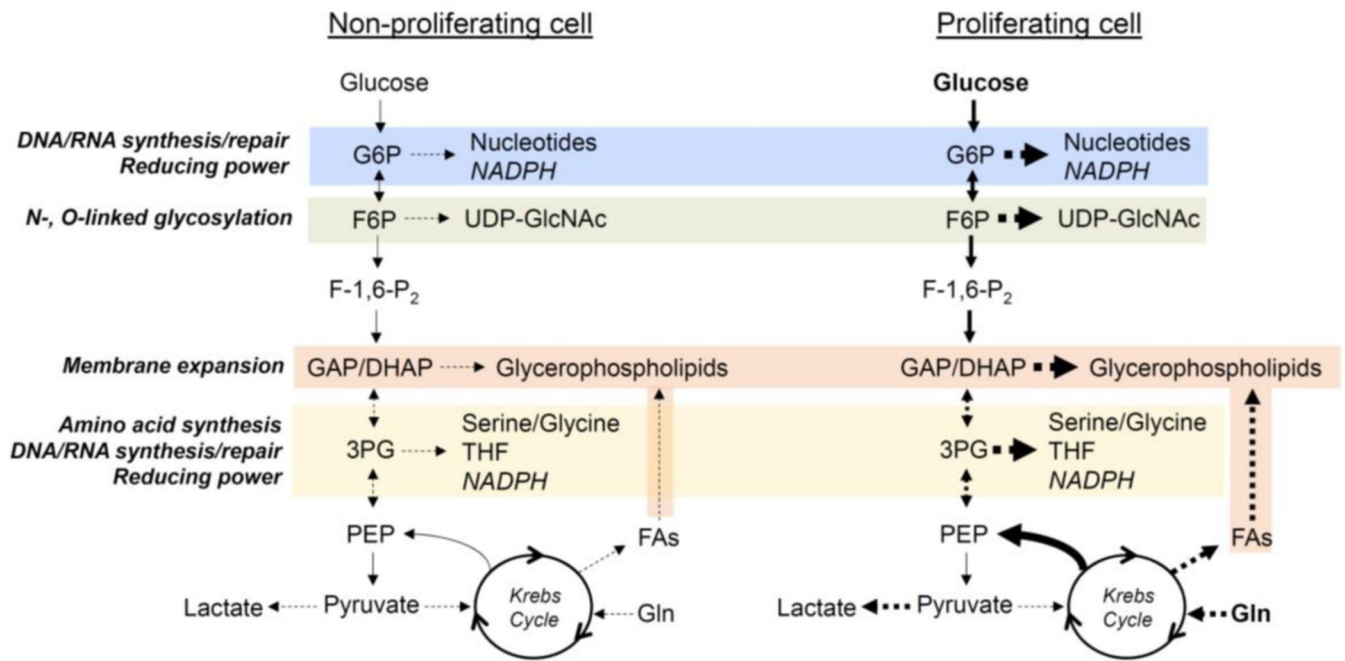 Non-proliferating cell
Proliferating cell
Glucose
Glucose
DNA/RNA synthesis/repair
Reducing power
G6P
Nucleotides
NADPH
G6P
Nucleotides
NADPH
N-, O-linked glycosylation
F6P
UDP-GlcNAc
F6P
UDP-GlcNAc
F-1,6-P₂
F-1,6-P₂
Membrane expansion
GAP/DHAP
Glycerophospholipids
GAP/DHAP
Glycerophospholipids
Amino acid synthesis
DNA/RNA synthesis/repair
Reducing power
3PG
Serine/Glycine
THF
NADPH
3PG
Serine/Glycine
THF
NADPH
PEP
FAs
PEP
FAs
Lactate
Pyruvate
Krebs
Cycle
Gln
Lactate
Pyruvate
Krebs
Cycle
Gln